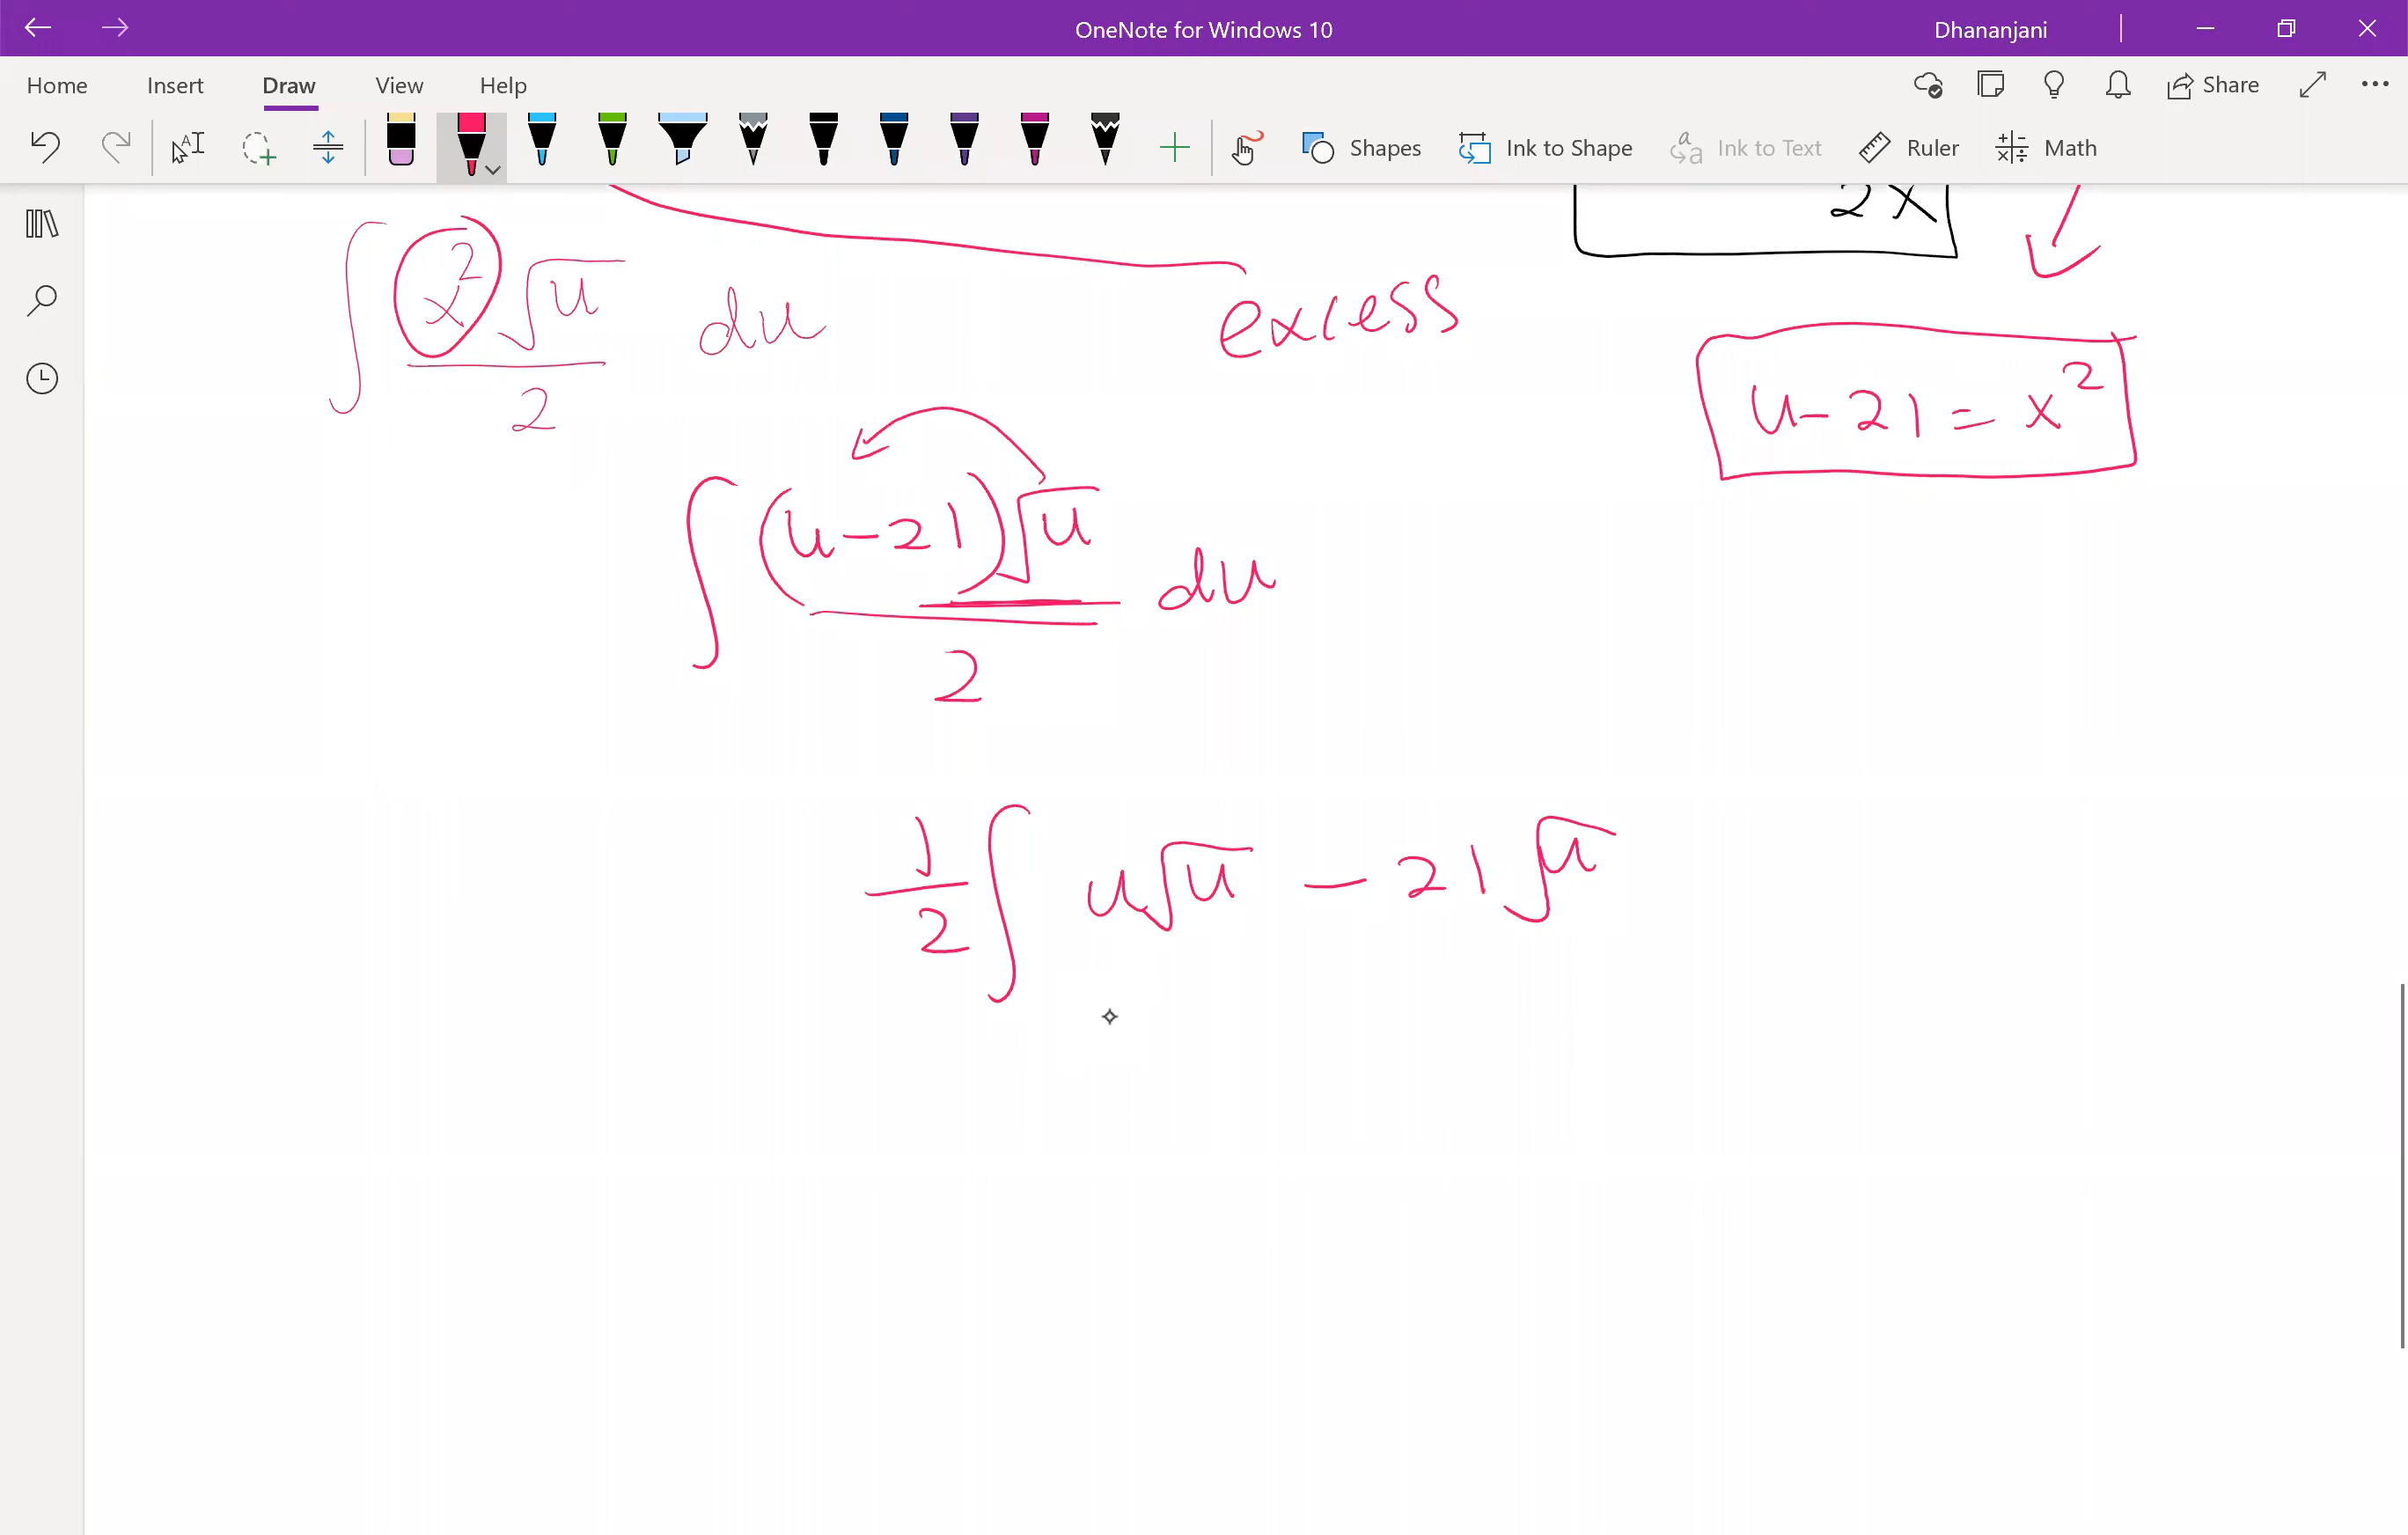 OneNote for Windows 10 Dhananjani
Home Insert Draw View Help Share
Shapes Ink to Shape Ink to Text Ruler Math
2x
∫ x²√u / 2 du
excess
u - 21 = x²
∫ (u - 21)√u / 2 du
1/2 ∫ u√u - 21√u